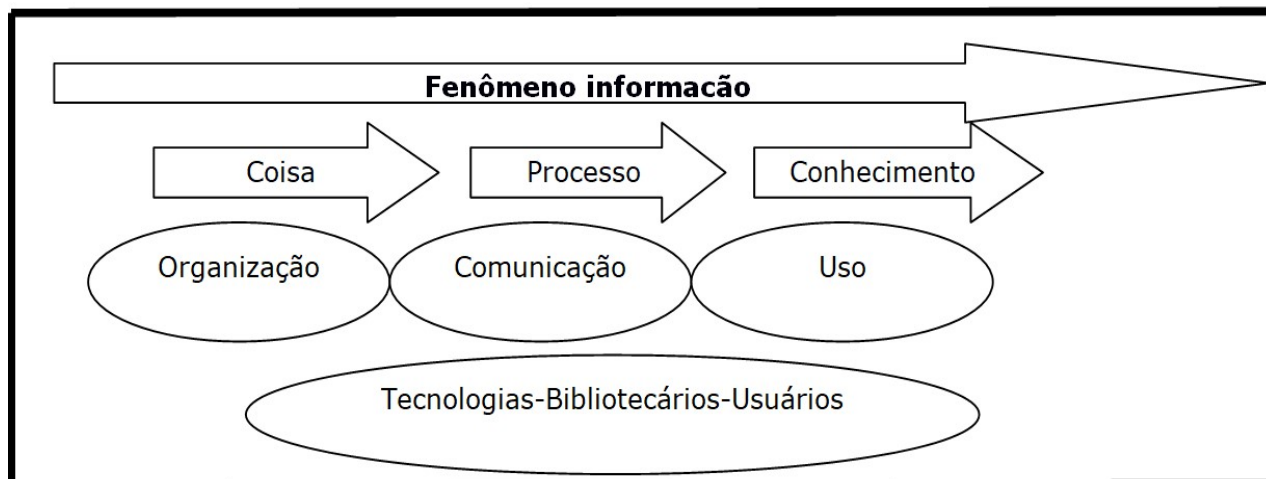 Fenômeno informacão
Coisa
Processo
Conhecimento
Organização
Comunicação
Uso
Tecnologias-Bibliotecários-Usuários